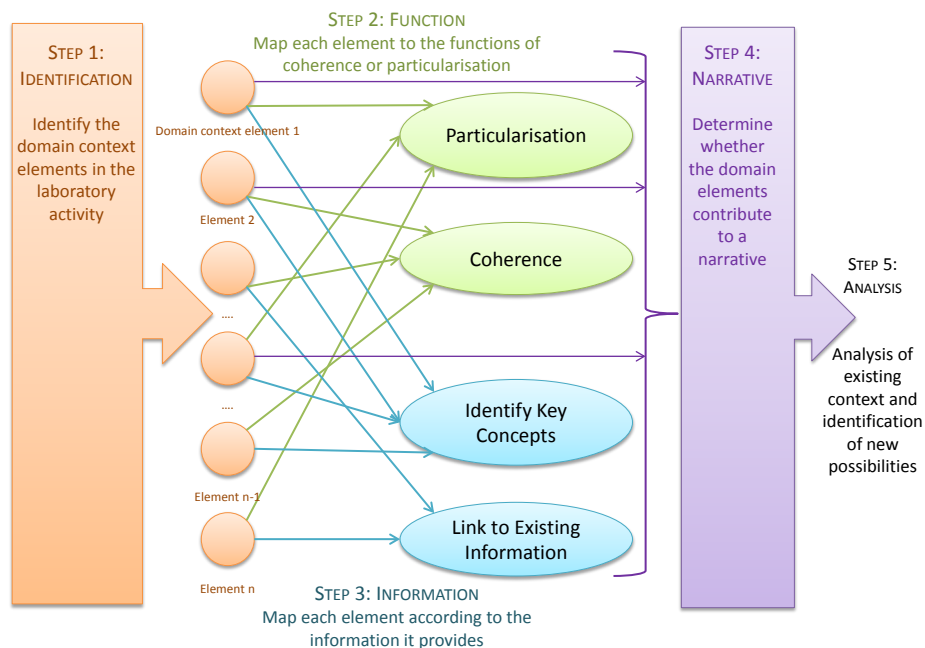 STEP 1:
IDENTIFICATION
Identify the
domain context
elements in the
laboratory
activity
STEP 2: FUNCTION
Map each element to the functions of
coherence or particularisation
Domain context element 1
Element 2
....
....
Element n-1
Element n
Particularisation
Coherence
Identify Key
Concepts
Link to Existing
Information
STEP 3: INFORMATION
Map each element according to the
information it provides
STEP 4:
NARRATIVE
Determine
whether
the domain
elements
contribute
to a
narrative
STEP 5:
ANALYSIS
Analysis of
existing
context and
identification
of new
possibilities